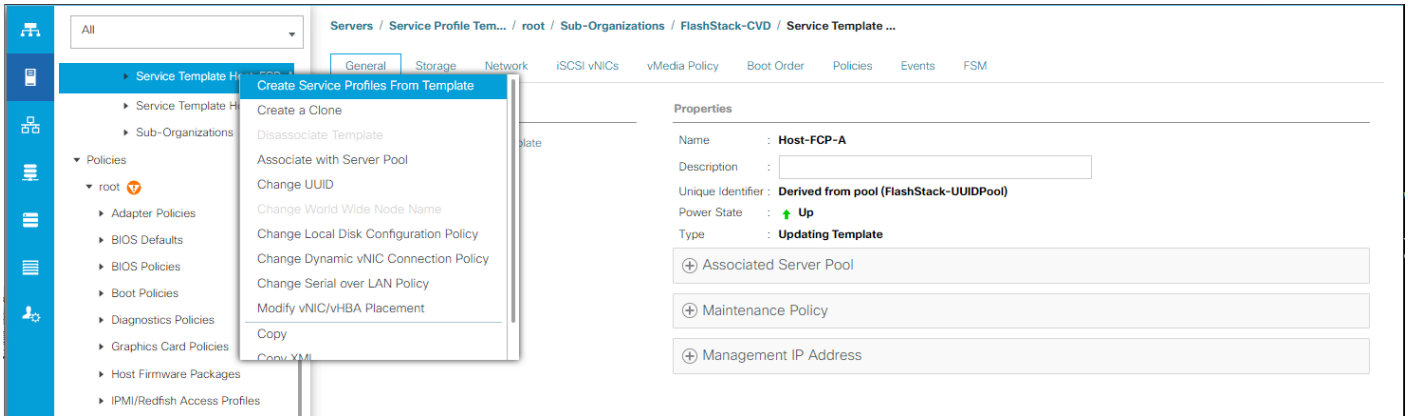 All
Servers / Service Profile Tem... / root / Sub-Organizations / FlashStack-CVD / Service Template ...
General Storage Network iSCSI vNICs vMedia Policy Boot Order Policies Events FSM
Service Template Host-FCP-A
Service Template H
Sub-Organizations
Policies
root
Adapter Policies
BIOS Defaults
BIOS Policies
Boot Policies
Diagnostics Policies
Graphics Card Policies
Host Firmware Packages
IPMI/Redfish Access Profiles
Create Service Profiles From Template
Create a Clone
Disassociate Template
Associate with Server Pool
Change UUID
Change World Wide Node Name
Change Local Disk Configuration Policy
Change Dynamic vNIC Connection Policy
Change Serial over LAN Policy
Modify vNIC/vHBA Placement
Copy
Copy XML
plate
Properties
Name : Host-FCP-A
Description :
Unique Identifier : Derived from pool (FlashStack-UUIDPool)
Power State : Up
Type : Updating Template
Associated Server Pool
Maintenance Policy
Management IP Address